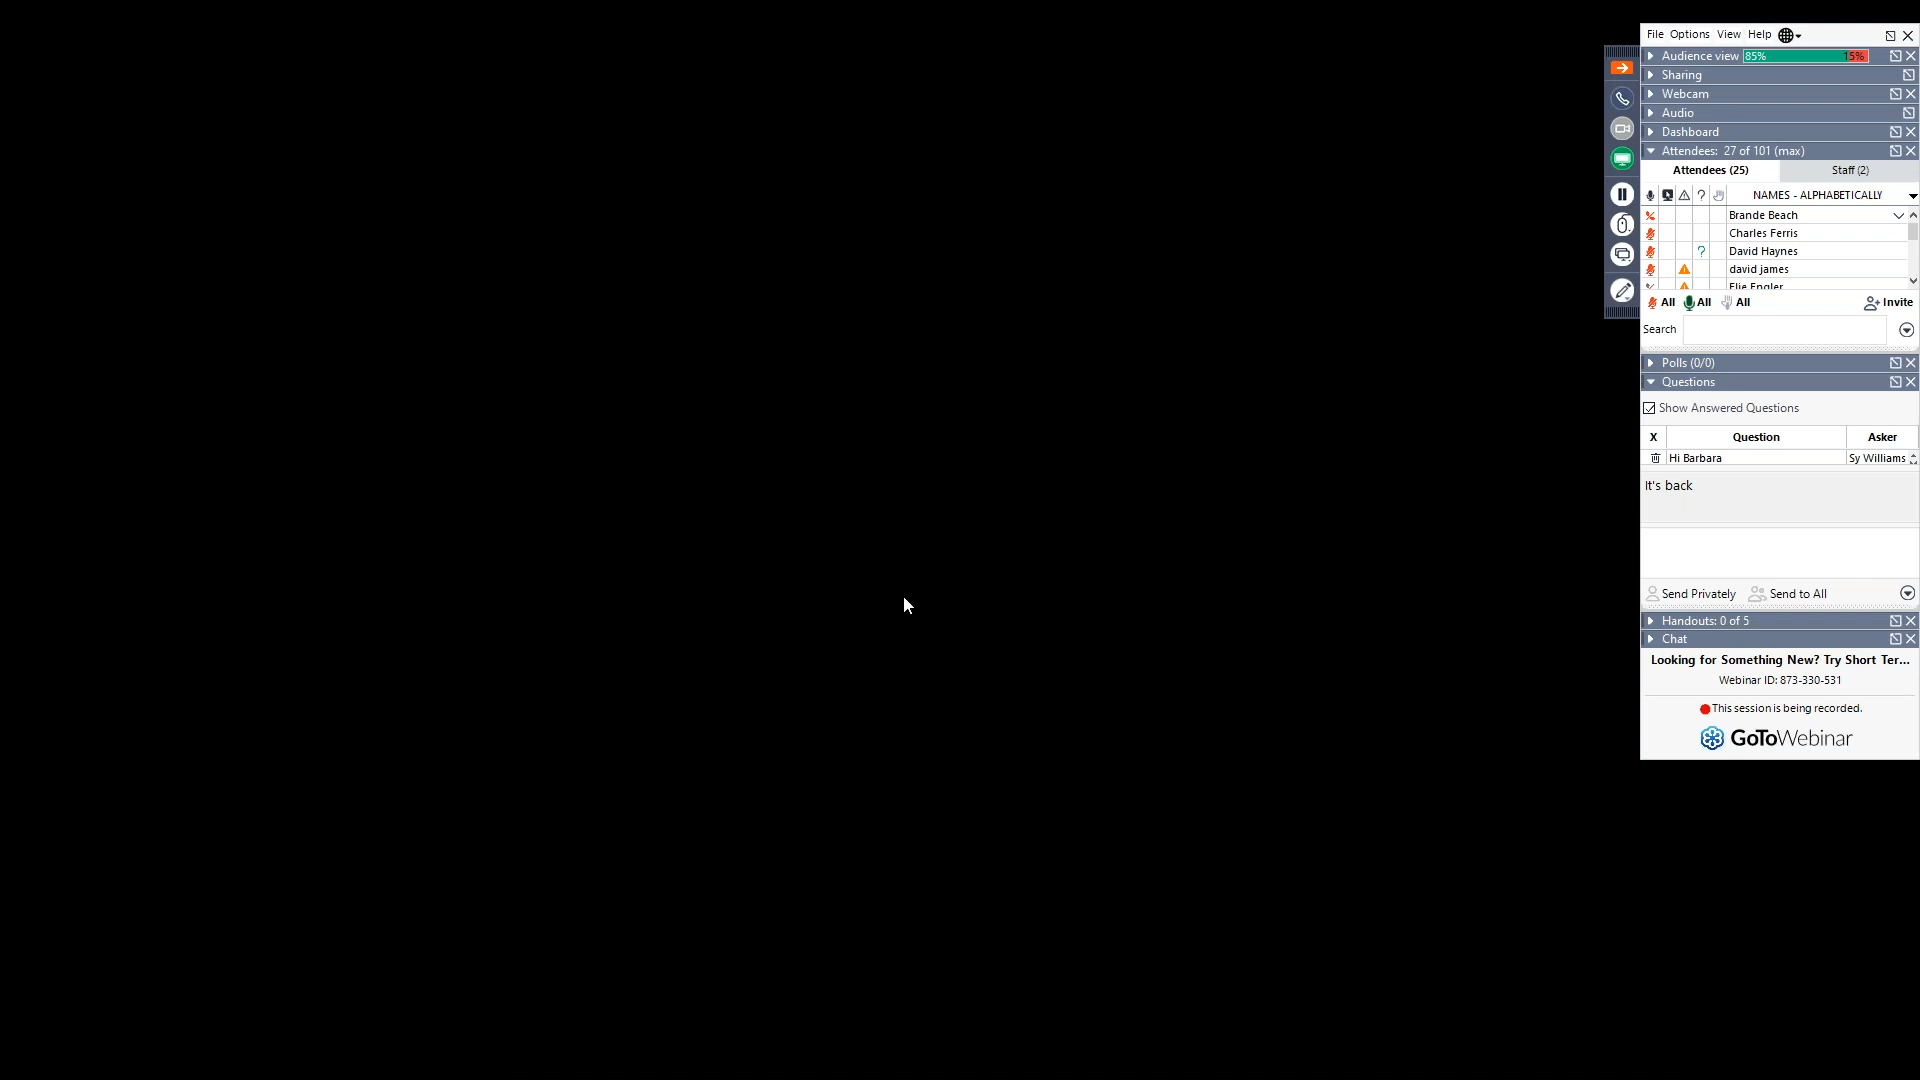 File Options View Help
Audience view 85% 15%
Sharing
Webcam
Audio
Dashboard
Attendees: 27 of 101 (max)
Attendees (25) Staff (2)
? NAMES - ALPHABETICALLY
Brande Beach
Charles Ferris
? David Haynes
david james
Elie Engler
All All All Invite
Search
Polls (0/0)
Questions
Show Answered Questions
X Question Asker
Hi Barbara Sy Williams
It's back
Send Privately Send to All
Handouts: 0 of 5
Chat
Looking for Something New? Try Short Ter...
Webinar ID: 873-330-531
This session is being recorded.
GoToWebinar